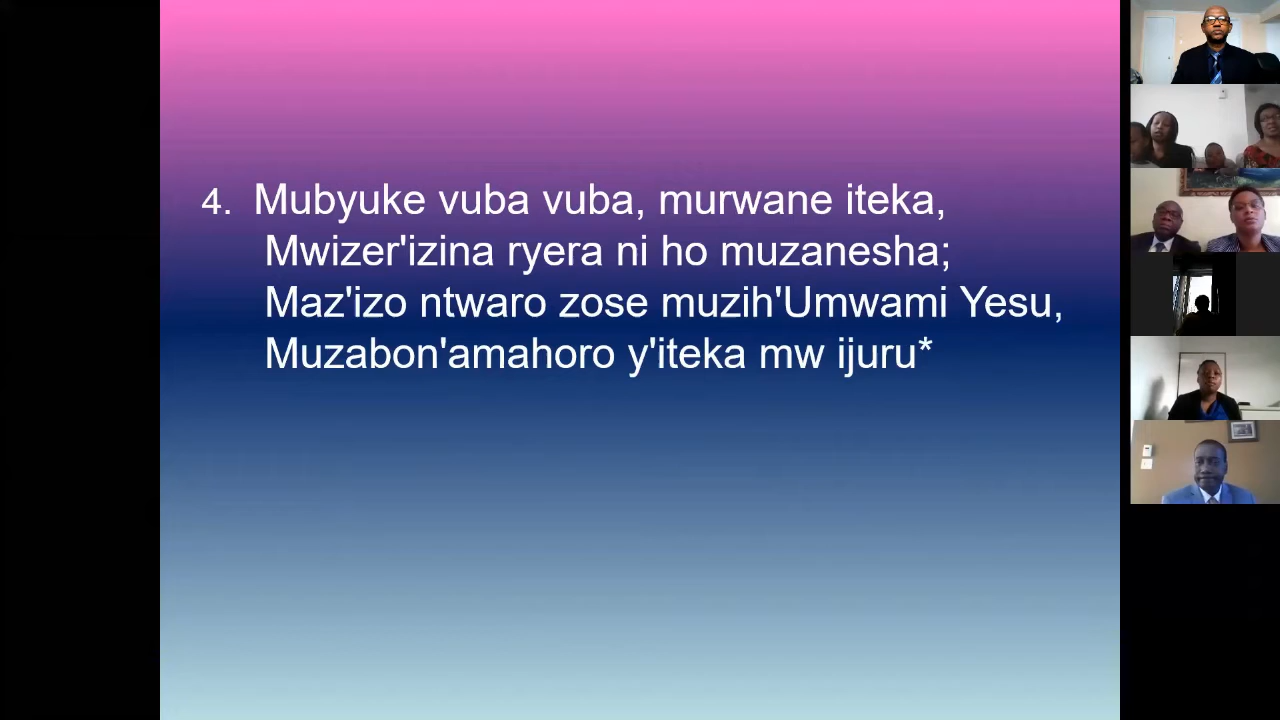 4. Mubyuke vuba vuba, murwane iteka,
Mwizer'izina ryera ni ho muzanesha;
Maz'izo ntwaro zose muzih'Umwami Yesu,
Muzabon'amahoro y'iteka mw ijuru*